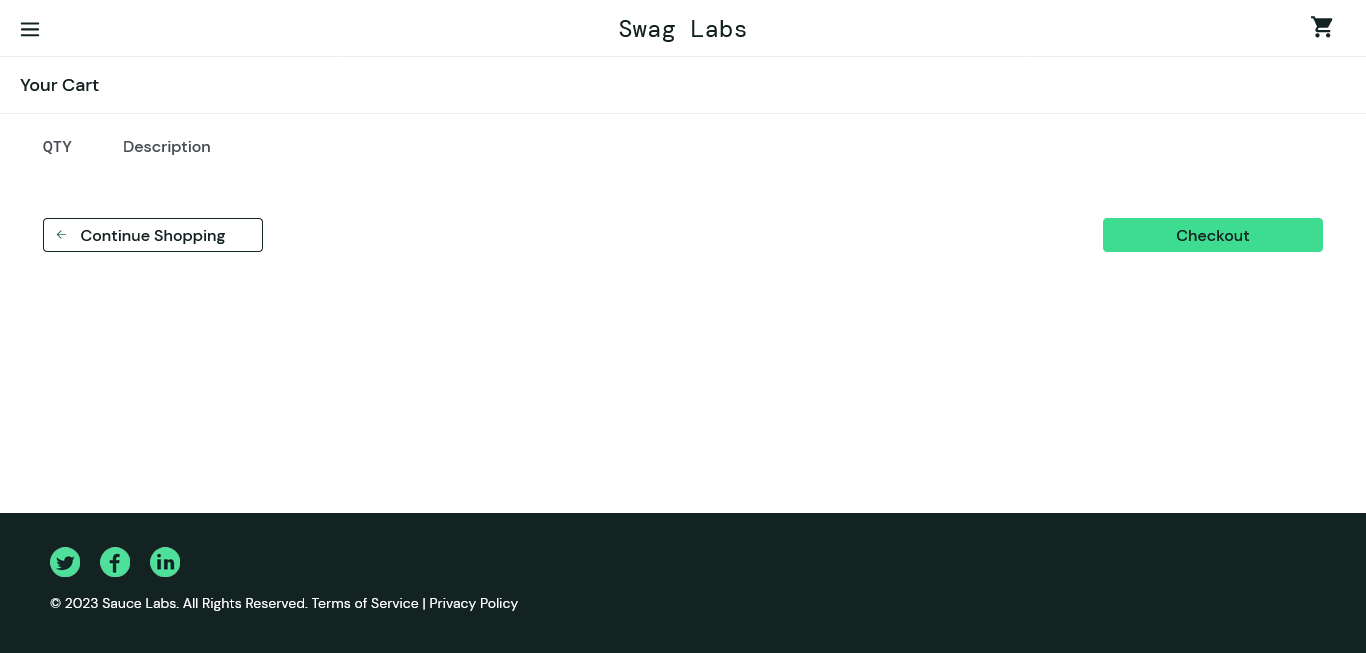 Swag Labs
Your Cart
QTY Description
Continue Shopping Checkout
© 2023 Sauce Labs. All Rights Reserved. Terms of Service | Privacy Policy